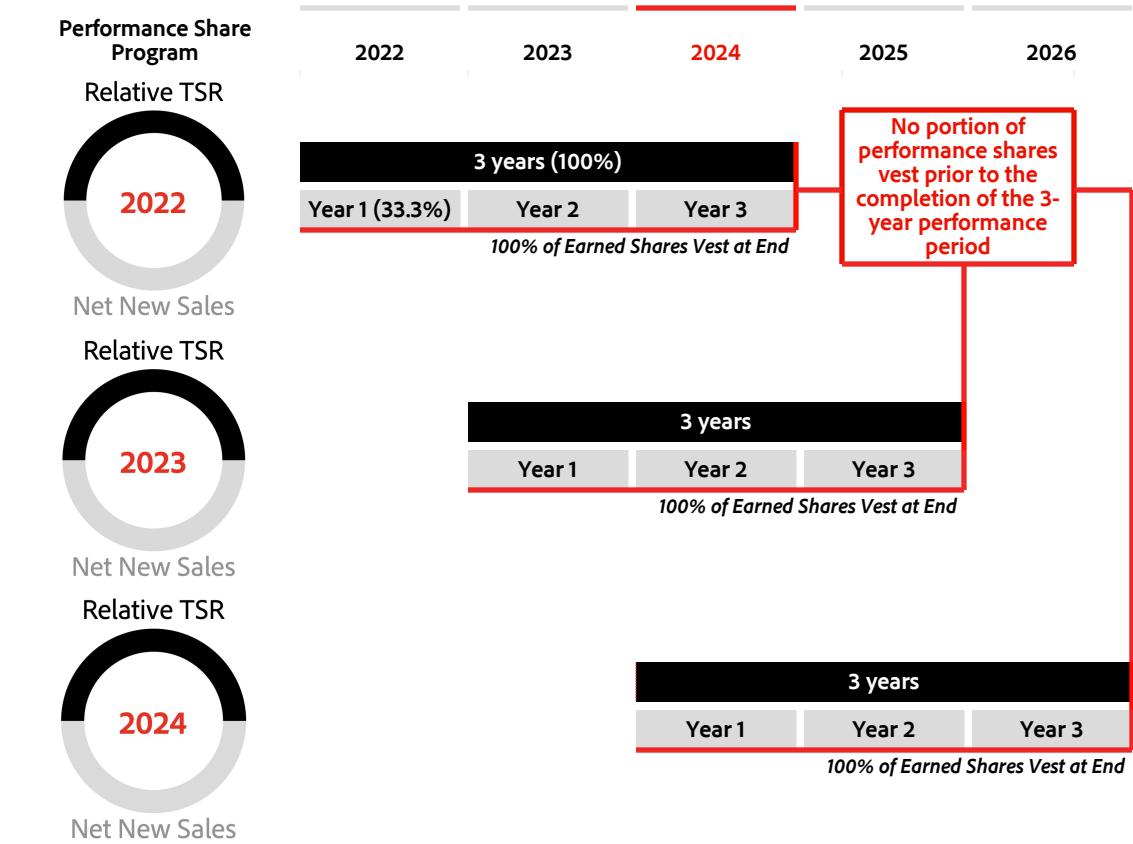 Performance Share
Program
2022
2023
2024
2025
2026
Relative TSR
2022
Net New Sales
3 years (100%)
Year 1 (33.3%)
Year 2
Year 3
100% of Earned Shares Vest at End
No portion of
performance shares
vest prior to the
completion of the 3-
year performance
period
Relative TSR
2023
Net New Sales
3 years
Year 1
Year 2
Year 3
100% of Earned Shares Vest at End
Relative TSR
2024
Net New Sales
3 years
Year 1
Year 2
Year 3
100% of Earned Shares Vest at End